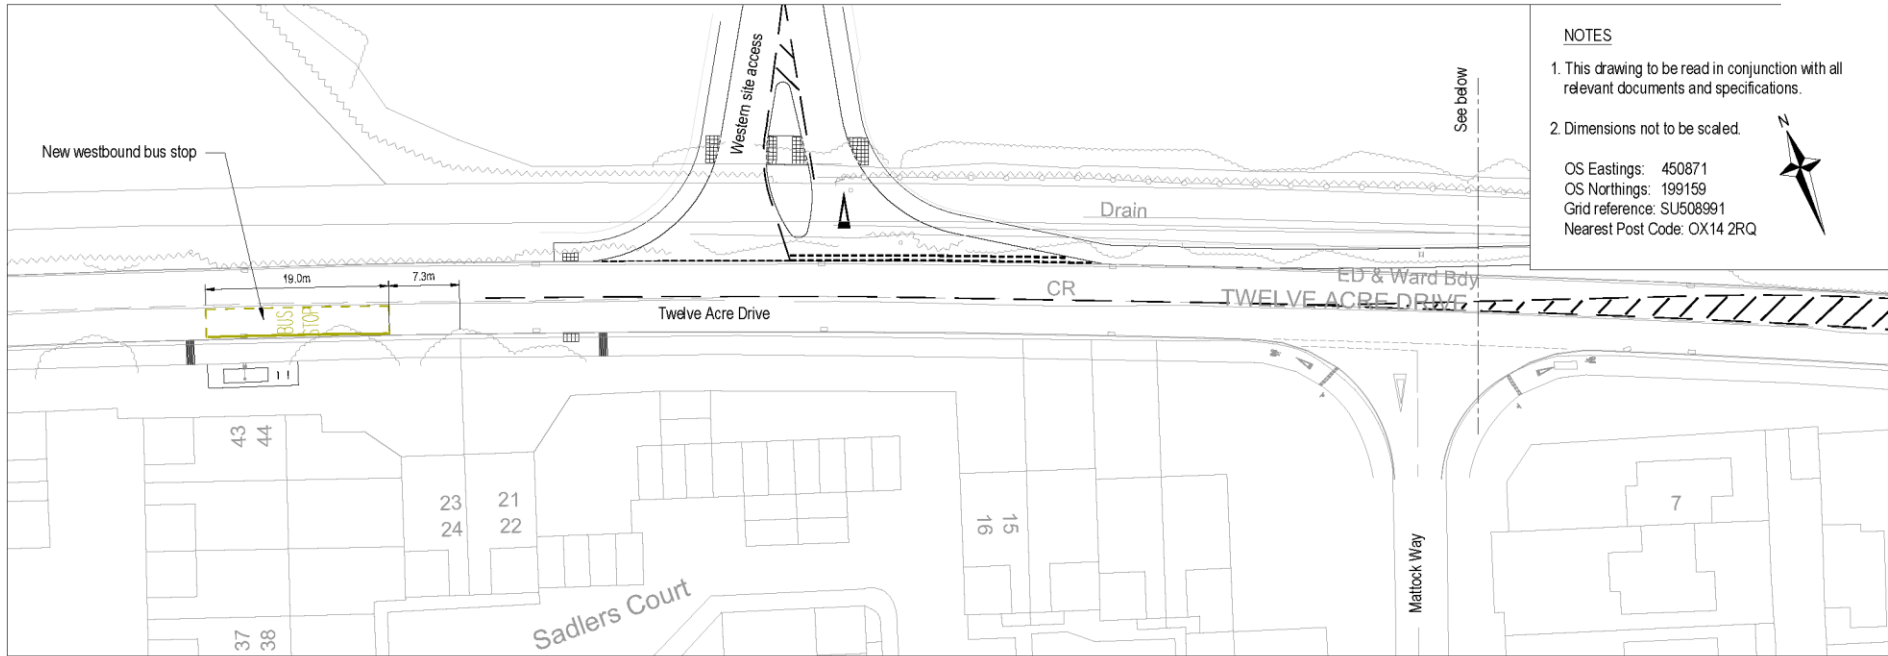 NOTES
1. This drawing to be read in conjunction with all
relevant documents and specifications.
2. Dimensions not to be scaled.
N
OS Eastings: 450871
OS Northings: 199159
Grid reference: SU508991
Nearest Post Code: OX14 2RQ
Western site access
See below
New westbound bus stop
Drain
19.0m
7.3m
BUS
STOP
Twelve Acre Drive
CR
ED & Ward Bdy
TWELVE ACRE DRIVE
43
44
23
24
21
22
16
15
7
37
38
Sadlers Court
Mattock Way